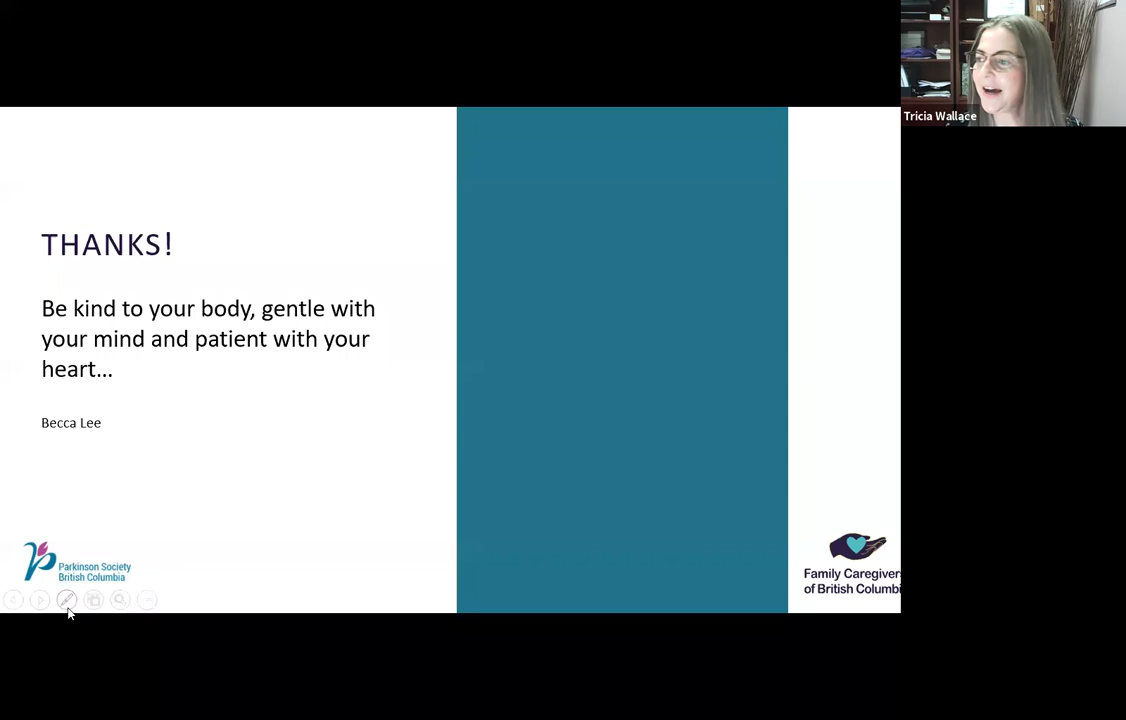 Tricia Wallace
THANKS!
Be kind to your body, gentle with
your mind and patient with your
heart...
Becca Lee
Parkinson Society
British Columbia
Family Caregiver
of British Columbi